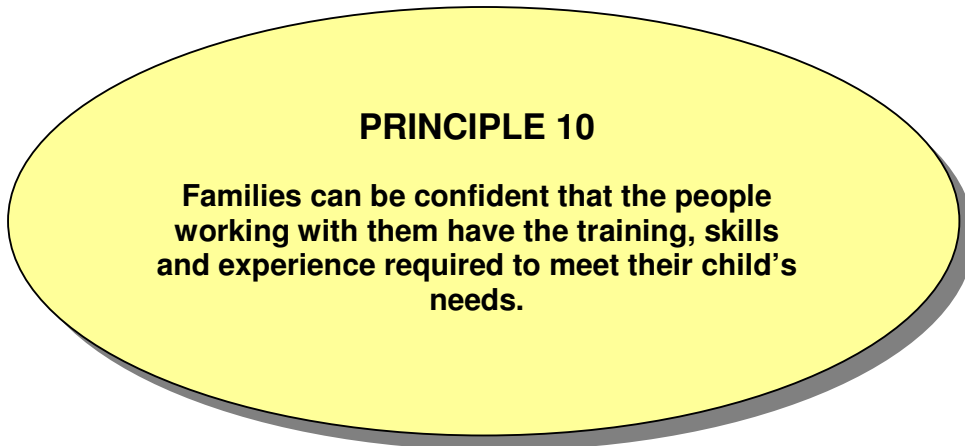 PRINCIPLE 10
Families can be confident that the people
working with them have the training, skills
and experience required to meet their child’s
needs.